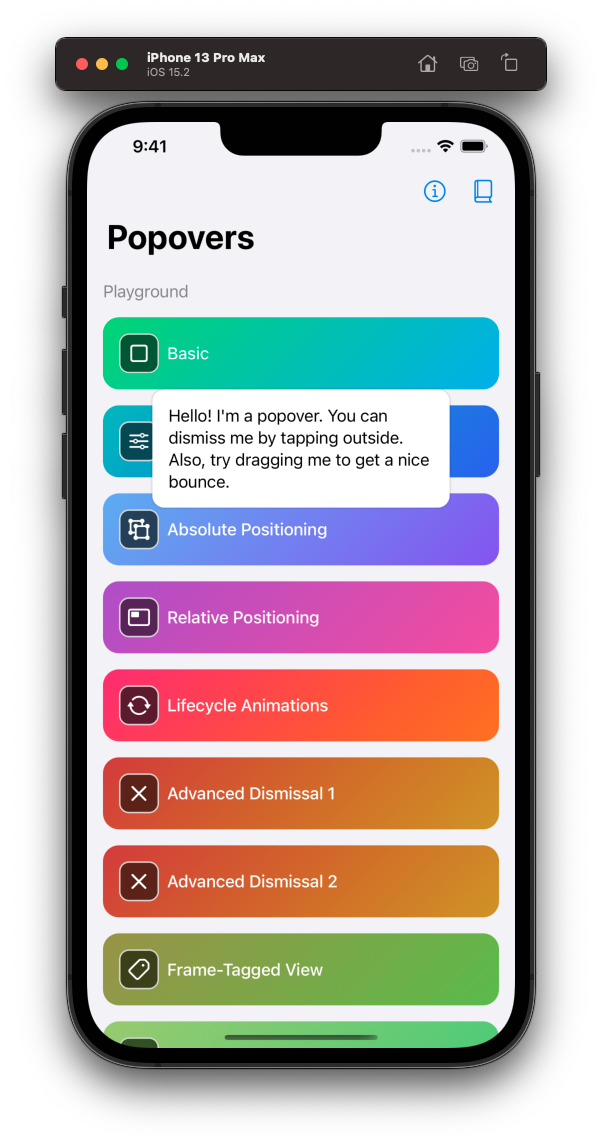 iPhone 13 Pro Max
iOS 15.2
9:41
Popovers
Playground
Basic
Hello! I'm a popover. You can
dismiss me by tapping outside.
Also, try dragging me to get a nice
bounce.
Absolute Positioning
Relative Positioning
Lifecycle Animations
Advanced Dismissal 1
Advanced Dismissal 2
Frame-Tagged View